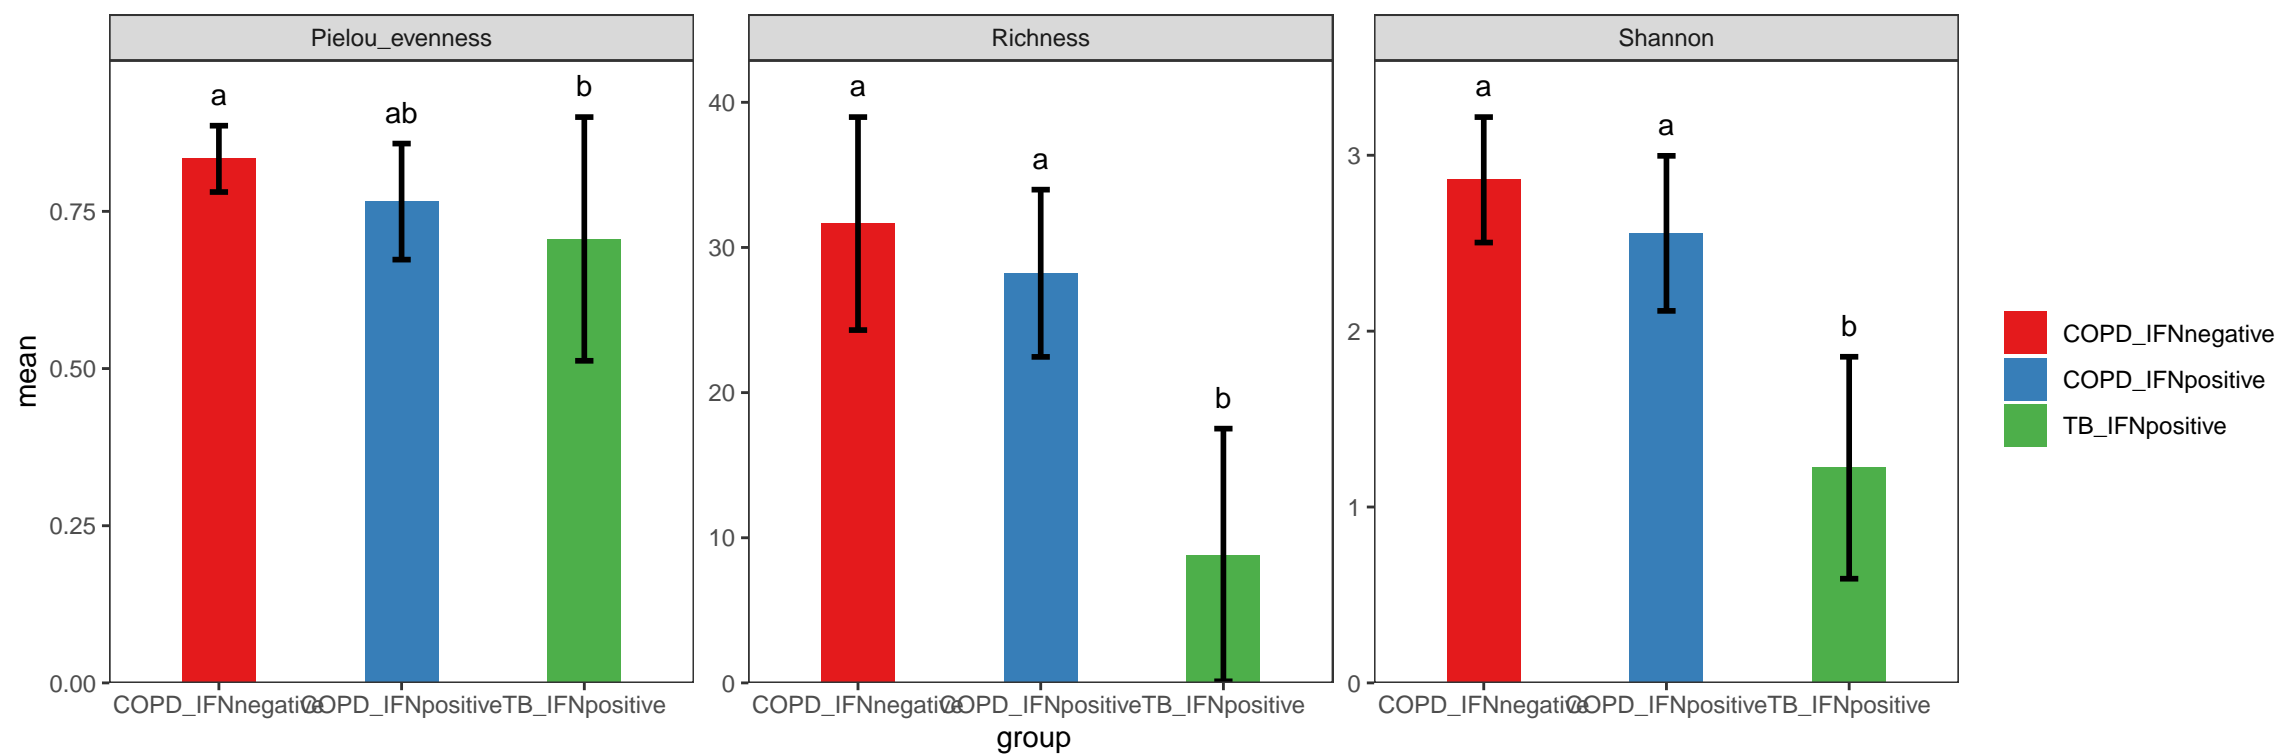 Pielou_evenness
Richness
Shannon
a
ab
b
a
a
b
a
a
b
mean
0.75
0.50
0.25
0.00
40
30
20
10
0
3
2
1
0
COPD_IFNnegative
COPD_IFNpositive
TB_IFNpositive
COPD_IFNnegative COPD_IFNpositive TB_IFNpositive
COPD_IFNnegative COPD_IFNpositive TB_IFNpositive
COPD_IFNnegative COPD_IFNpositive TB_IFNpositive
group